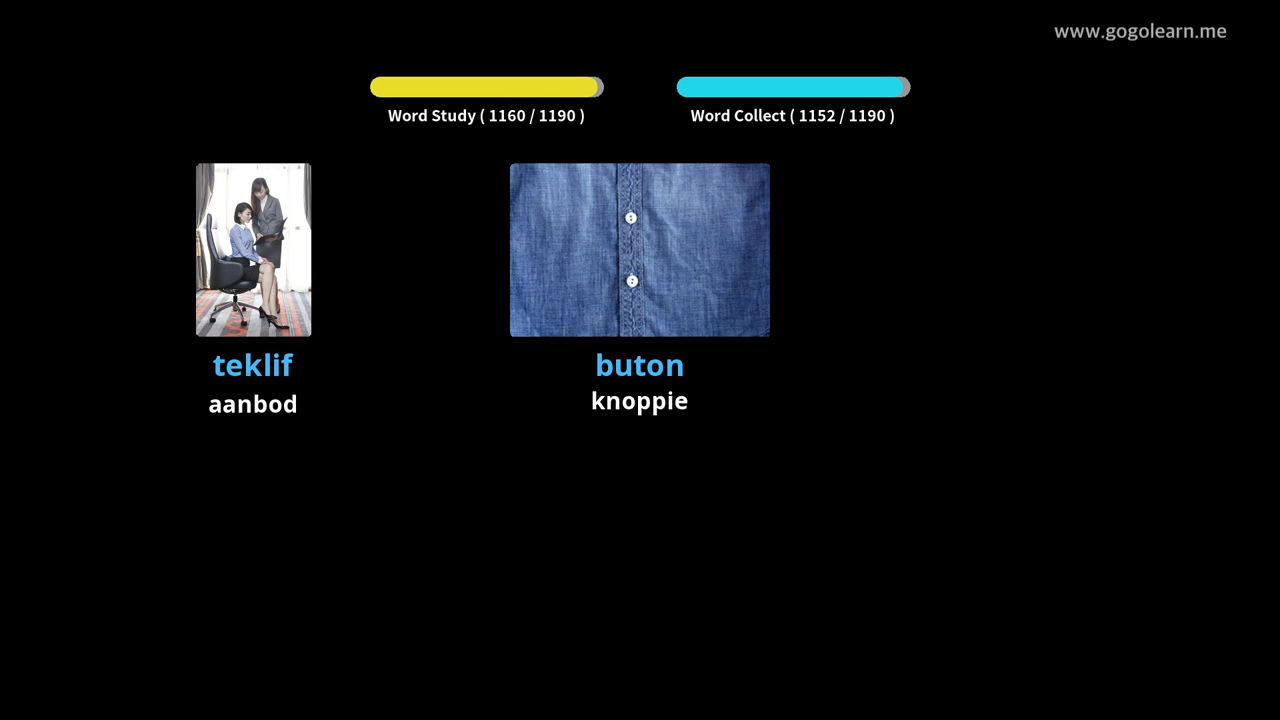 www.gogolearn.me
Word Study ( 1160 / 1190 )
Word Collect ( 1152 / 1190 )
teklif
aanbod
buton
knoppie